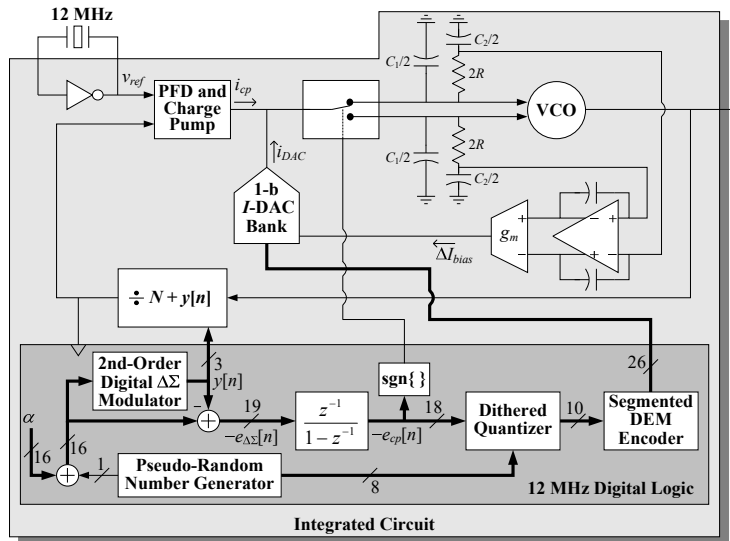 12 MHz
v_ref
PFD and
Charge
Pump
i_cp
C_1/2
C_2/2
2R
VCO
C_1/2
2R
C_2/2
i_DAC
1-b
I-DAC
Bank
g_m
+
−
−
+
+
−
ΔI_bias
÷ N + y[n]
2nd-Order
Digital ΔΣ
Modulator
3
y[n]
sgn{ }
26
α
16
16
−
+
19
−e_ΔΣ[n]
z^{-1}
1 − z^{-1}
18
−e_cp[n]
Dithered
Quantizer
10
Segmented
DEM
Encoder
+
1
Pseudo-Random
Number Generator
8
12 MHz Digital Logic
Integrated Circuit